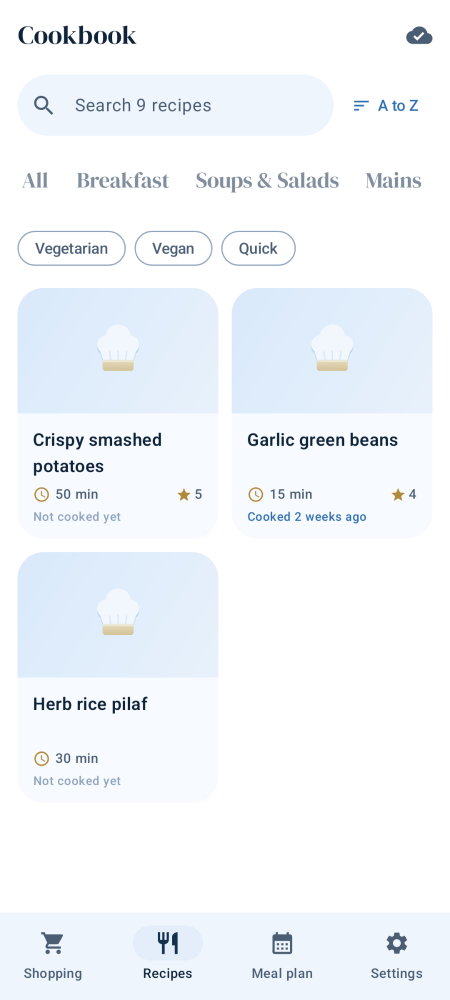 Cookbook
Search 9 recipes
A to Z
All Breakfast Soups & Salads Mains
Vegetarian Vegan Quick
Crispy smashed
potatoes
50 min 5
Not cooked yet
Garlic green beans
15 min 4
Cooked 2 weeks ago
Herb rice pilaf
30 min
Not cooked yet
Shopping Recipes Meal plan Settings